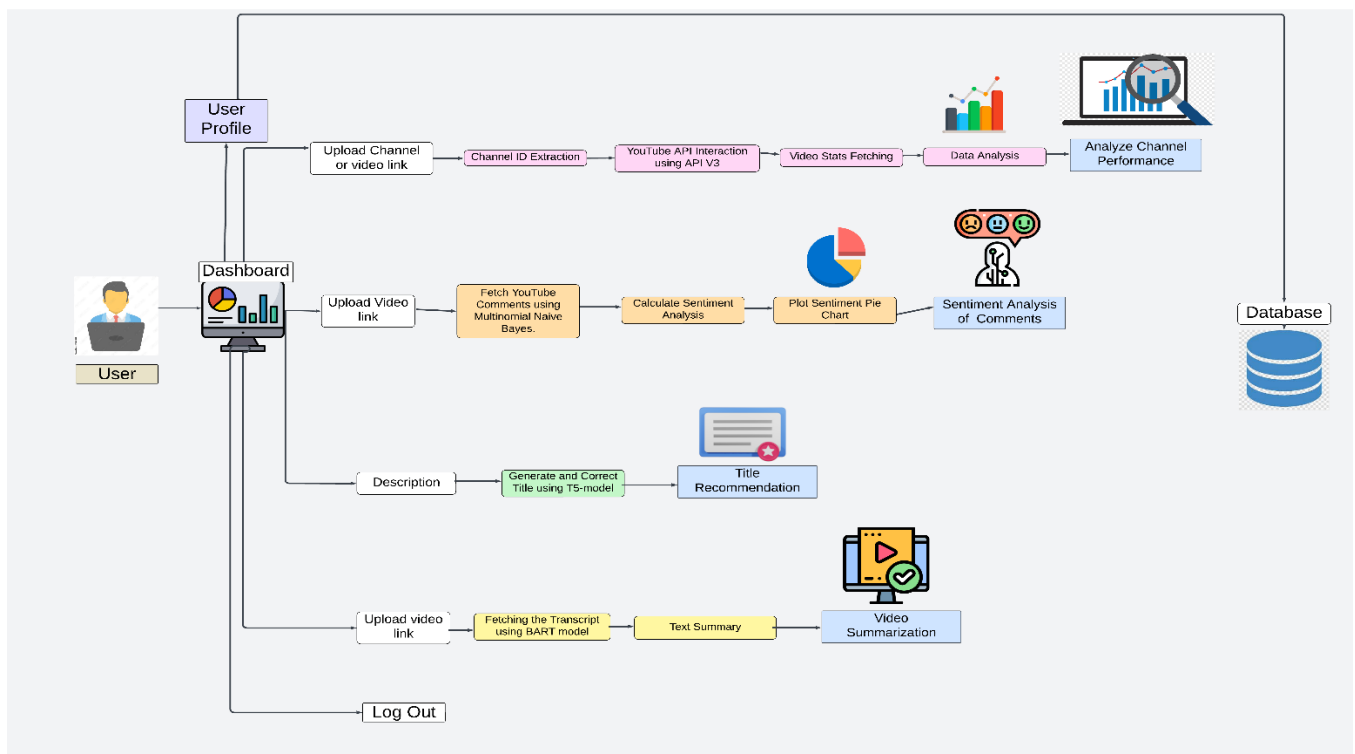 User
Profile
Upload Channel
or video link
Channel ID Extraction
YouTube API Interaction
using API V3
Video Stats Fetching
Data Analysis
Analyze Channel
Performance
Dashboard
User
Upload Video
link
Fetch YouTube
Comments using
Multinomial Naive
Bayes.
Calculate Sentiment
Analysis
Plot Sentiment Pie
Chart
Sentiment Analysis
of Comments
Database
Description
Generate and Correct
Title using T5-model
Title
Recommendation
Upload video
link
Fetching the Transcript
using BART model
Text Summary
Video
Summarization
Log Out